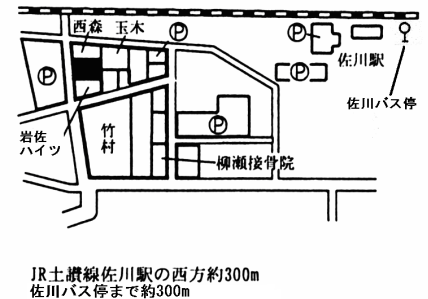 西森
玉木
Ⓟ
Ⓟ
佐川駅
Ⓟ
Ⓟ
佐川バス停
Ⓟ
岩佐
ハイツ
竹村
柳瀬接骨院
JR土讃線佐川駅の西方約300m
佐川バス停まで約300m